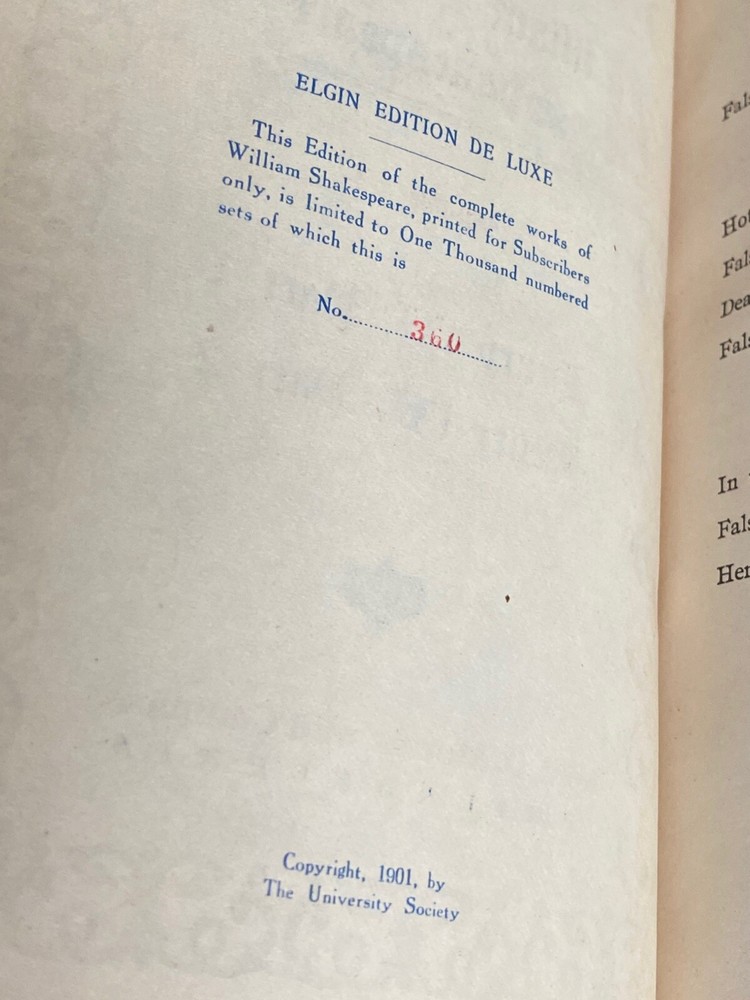 ELGIN EDITION DE LUXE
This Edition of the complete works of
William Shakespeare, printed for Subscribers
only, is limited to One Thousand numbered
sets of which this is
No. 360
Copyright, 1901, by
The University Society
In